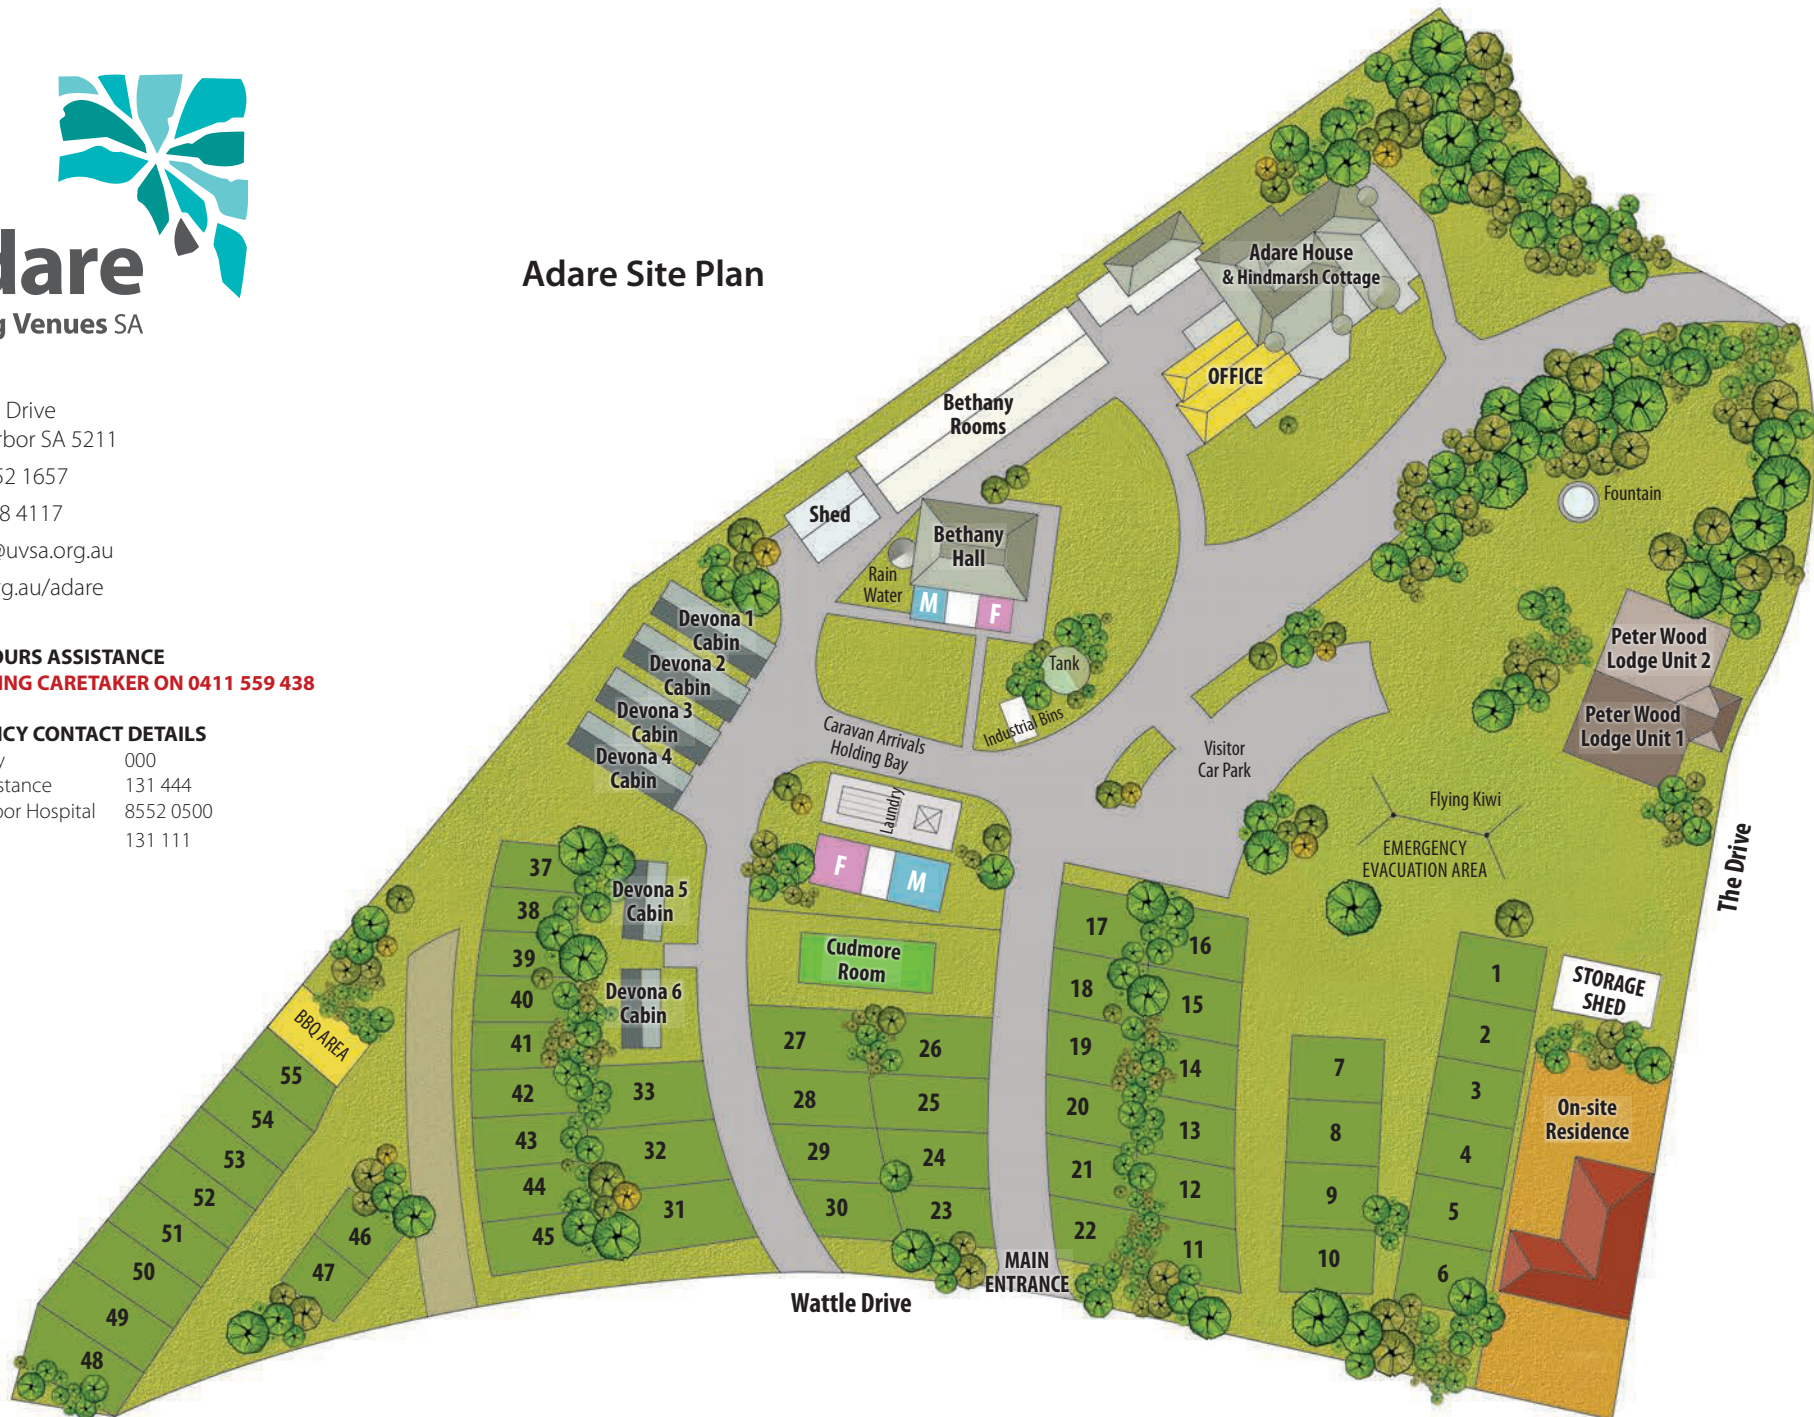 dare
g Venues SA
Drive
rbor SA 5211
52 1657
8 4117
@uvsa.org.au
rg.au/adare
OURS ASSISTANCE
ING CARETAKER ON 0411 559 438
NCY CONTACT DETAILS
y 000
stance 131 444
bor Hospital 8552 0500
131 111
Adare Site Plan
Adare House
& Hindmarsh Cottage
OFFICE
Bethany
Rooms
Shed
Bethany
Hall
Rain
Water
M
F
Fountain
Devona 1
Cabin
Devona 2
Cabin
Devona 3
Cabin
Devona 4
Cabin
Tank
Industrial Bins
Caravan Arrivals
Holding Bay
Visitor
Car Park
Peter Wood
Lodge Unit 2
Peter Wood
Lodge Unit 1
Flying Kiwi
EMERGENCY
EVACUATION AREA
The Drive
Laundry
F
M
Devona 5
Cabin
Devona 6
Cabin
Cudmore
Room
STORAGE
SHED
On-site
Residence
BBQ AREA
MAIN
ENTRANCE
Wattle Drive
1
2
3
4
5
6
7
8
9
10
11
12
13
14
15
16
17
18
19
20
21
22
23
24
25
26
27
28
29
30
31
32
33
37
38
39
40
41
42
43
44
45
46
47
48
49
50
51
52
53
54
55